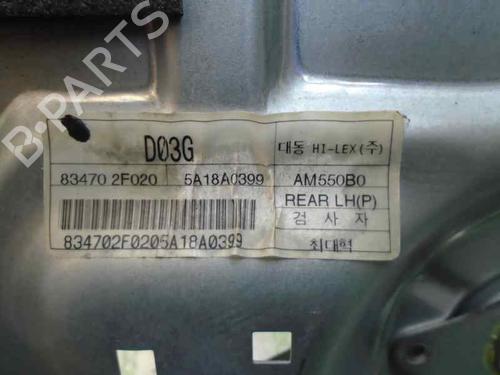 B-PARTS
D03G
대동 HI-LEX(주)
83470 2F020 5A18A0399 AM550B0
REAR LH(P)
검 사 자
834702F0205A18A0399
최대혁